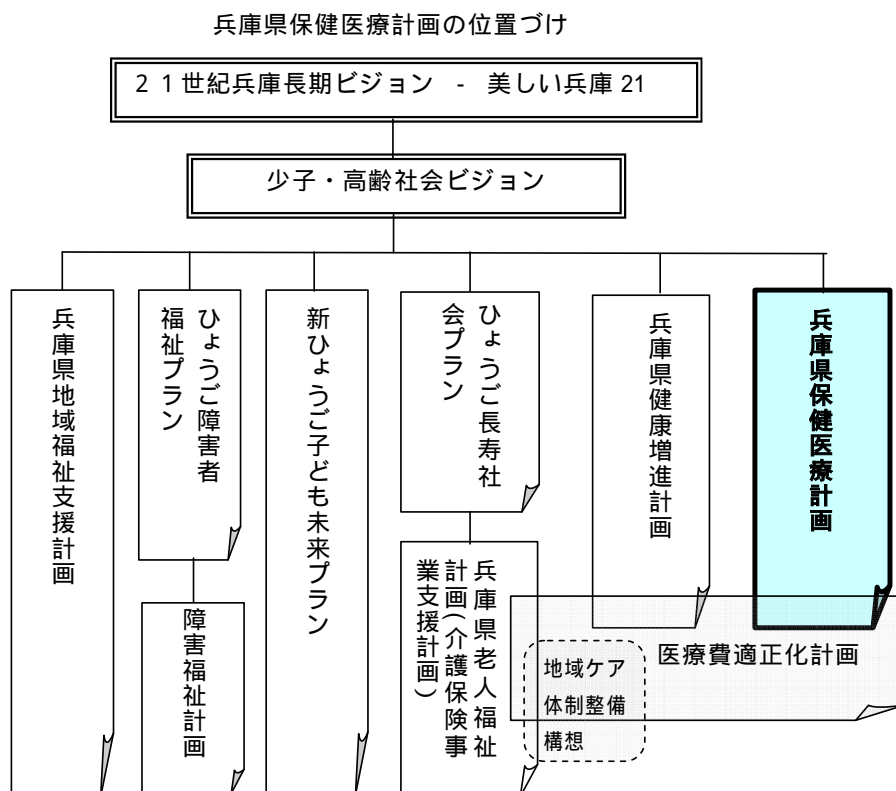 兵庫県保健医療計画の位置づけ
21世紀兵庫長期ビジョン - 美しい兵庫21
少子・高齢社会ビジョン
兵庫県地域福祉支援計画
ひょうご障害者
福祉プラン
障害福祉計画
新ひょうご子ども未来プラン
ひょうご長寿社
会プラン
兵庫県老人福祉
計画(介護保険事
業支援計画)
兵庫県健康増進計画
兵庫県保健医療計画
医療費適正化計画
地域ケア
体制整備
構想